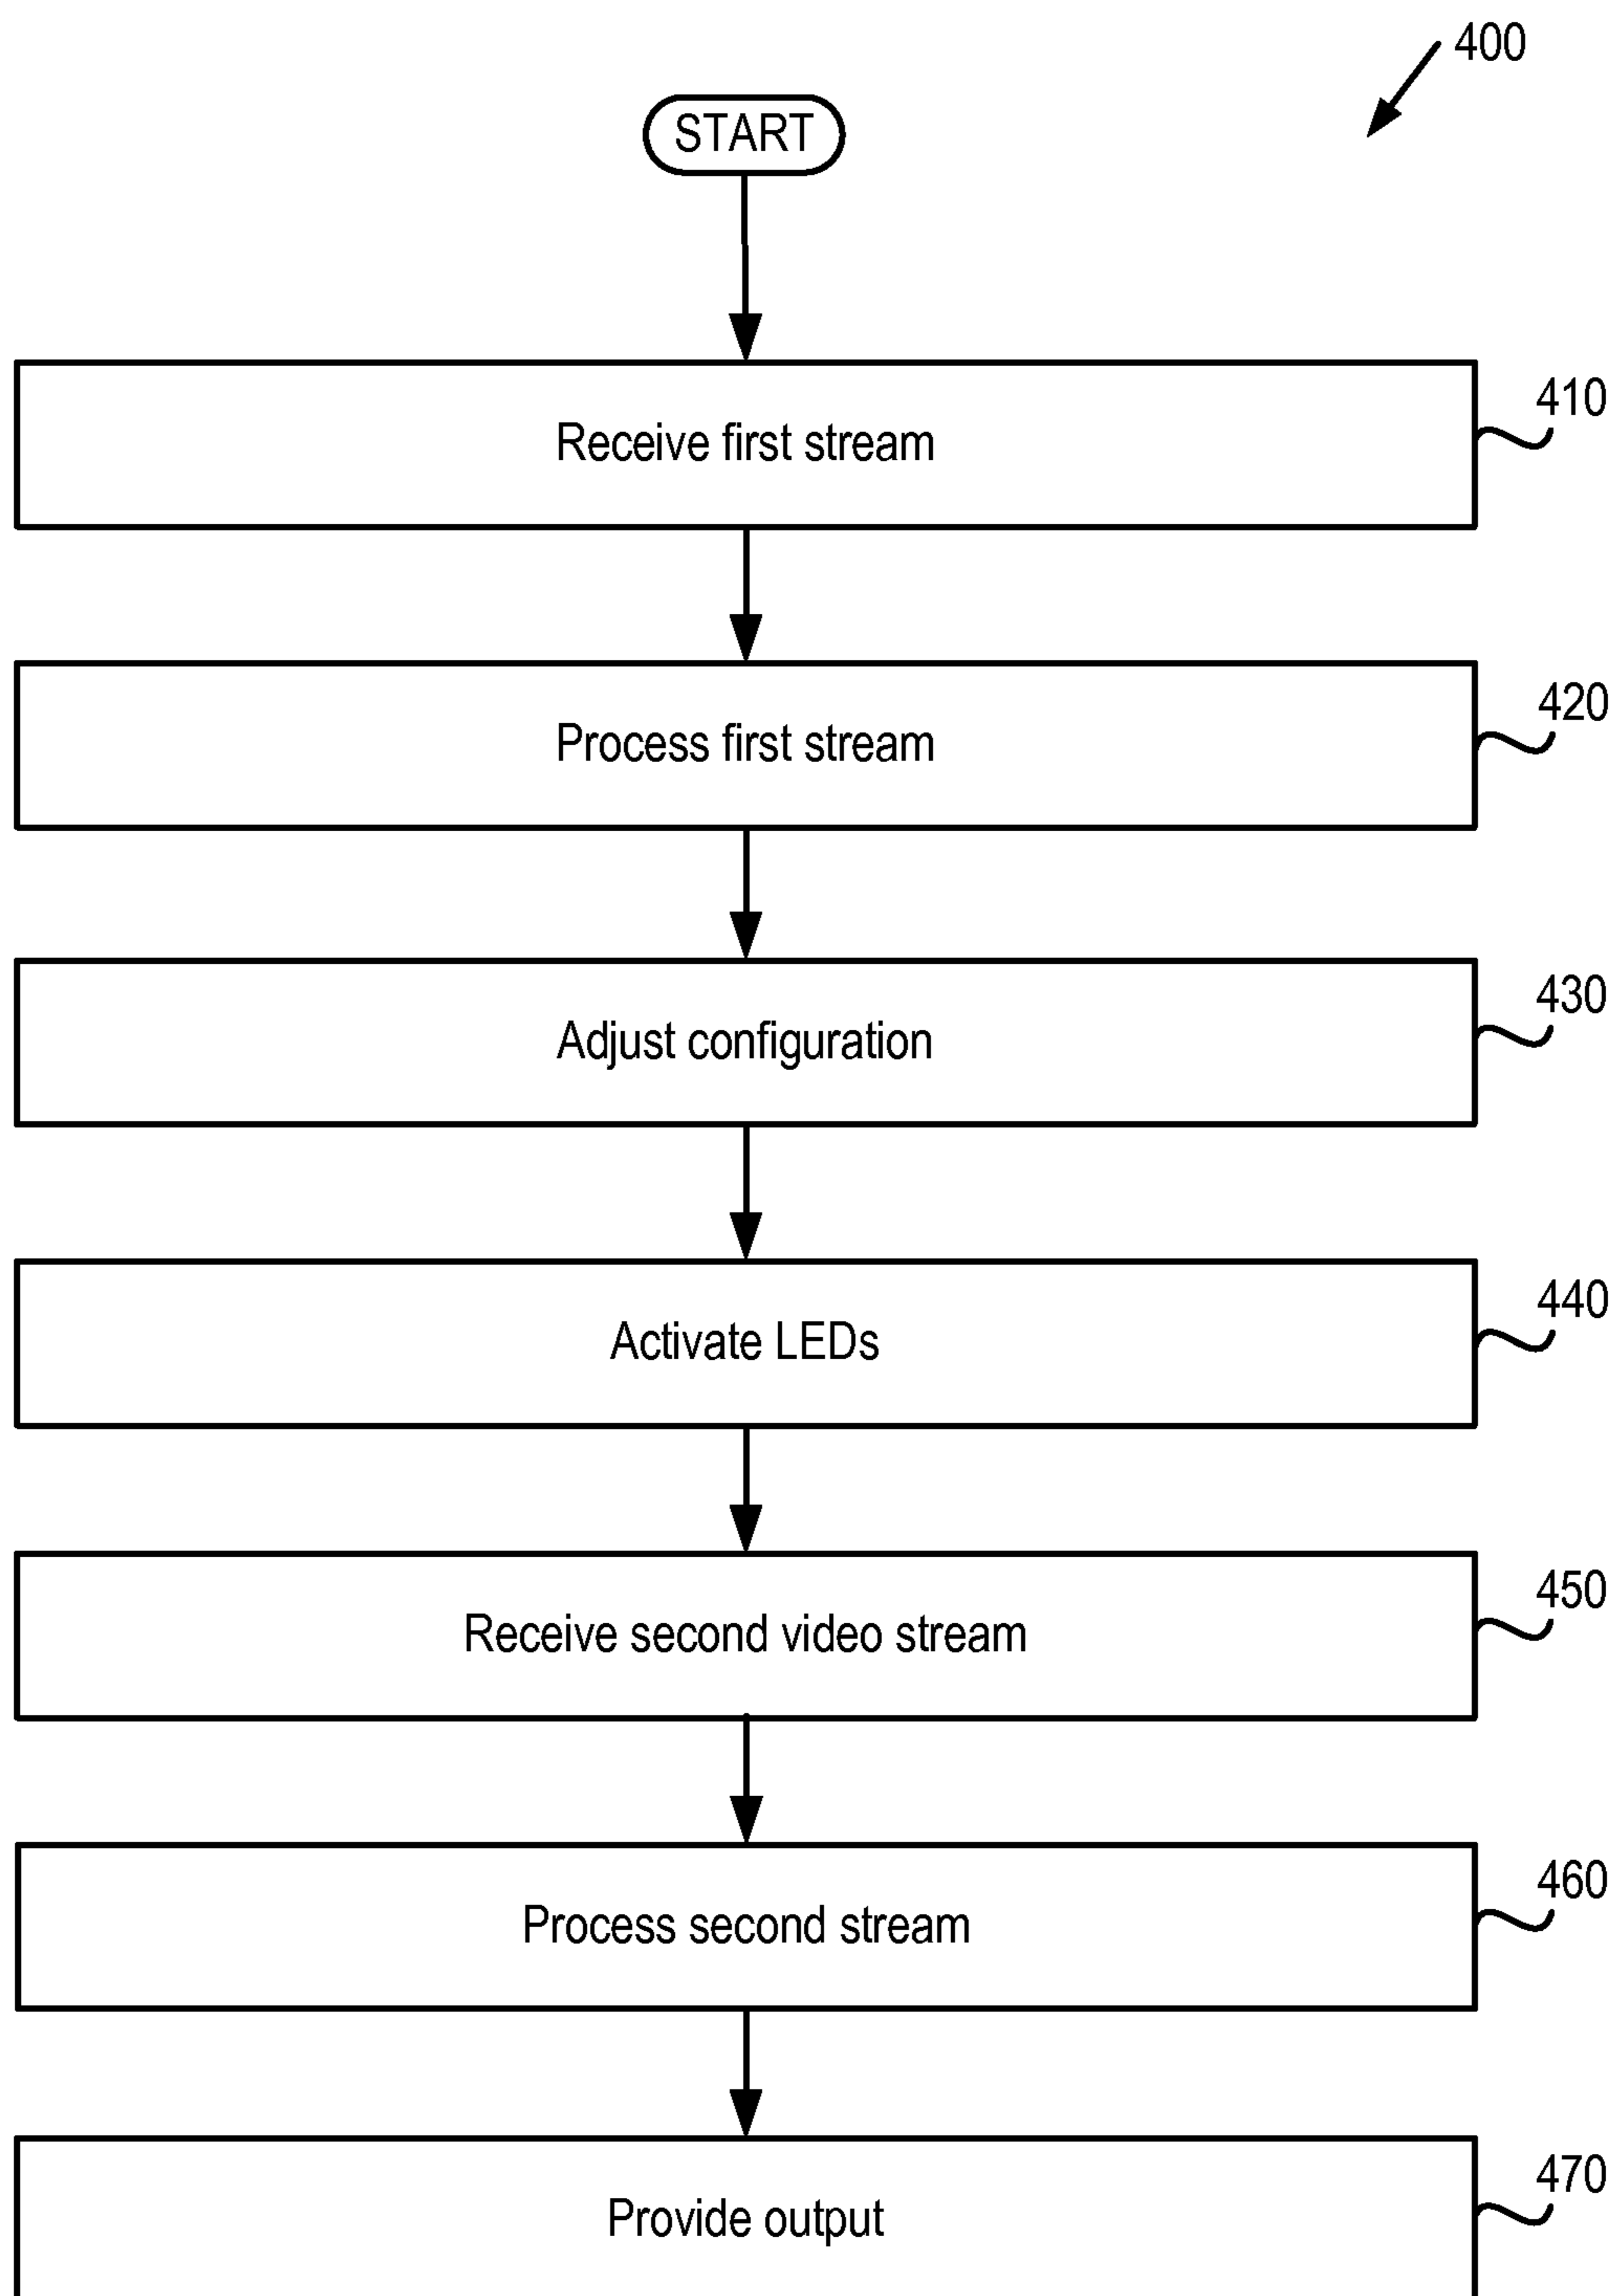 400
START
410
Receive first stream
420
Process first stream
430
Adjust configuration
440
Activate LEDs
450
Receive second video stream
460
Process second stream
470
Provide output